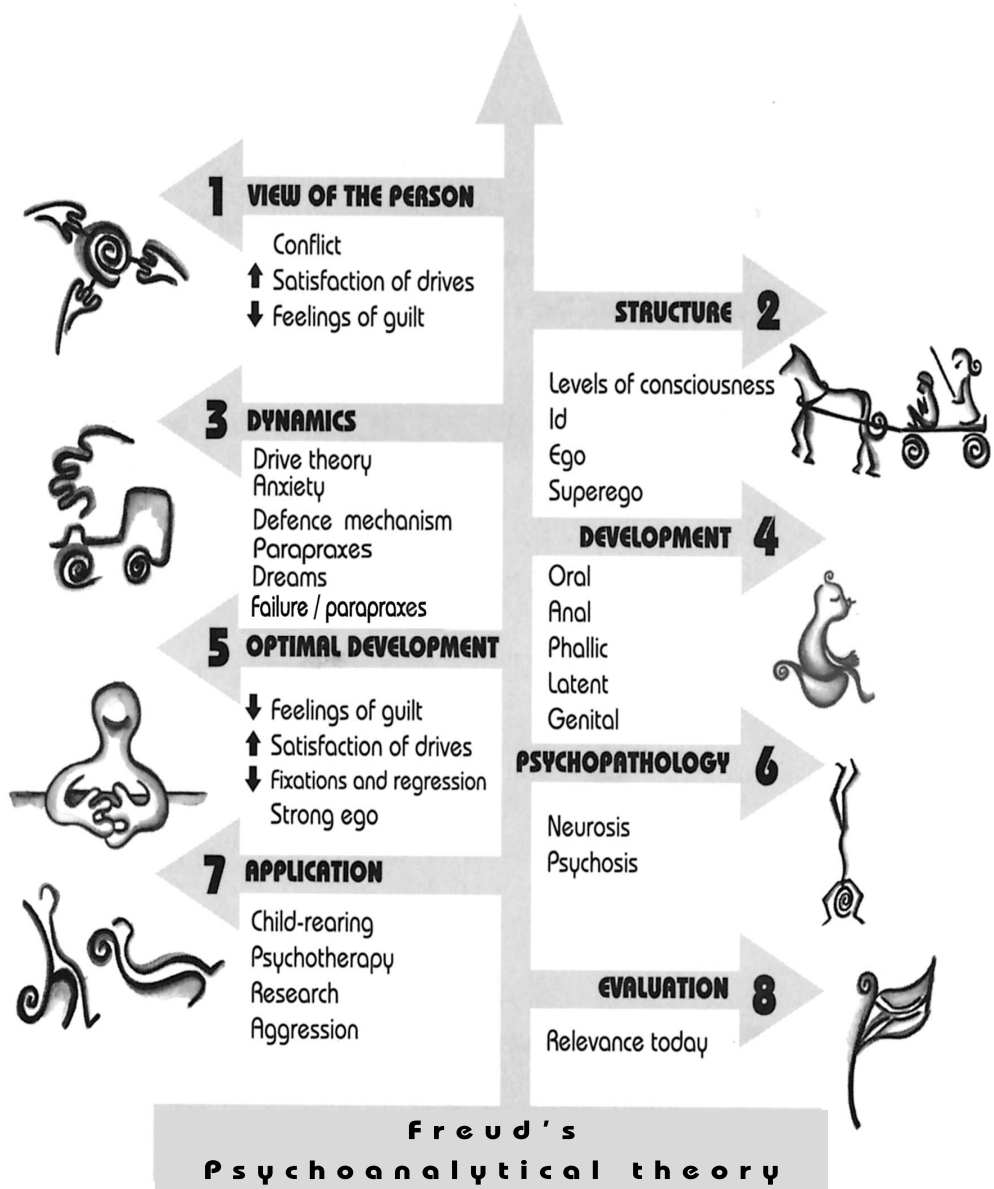 1 VIEW OF THE PERSON
Conflict
⬆ Satisfaction of drives
⬇ Feelings of guilt
STRUCTURE 2
Levels of consciousness
Id
Ego
Superego
3 DYNAMICS
Drive theory
Anxiety
Defence mechanism
Parapraxes
Dreams
Failure / parapraxes
DEVELOPMENT 4
Oral
Anal
Phallic
Latent
Genital
5 OPTIMAL DEVELOPMENT
⬇ Feelings of guilt
⬆ Satisfaction of drives
⬇ Fixations and regression
Strong ego
PSYCHOPATHOLOGY 6
Neurosis
Psychosis
7 APPLICATION
Child-rearing
Psychotherapy
Research
Aggression
EVALUATION 8
Relevance today
Freud's
Psychoanalytical theory